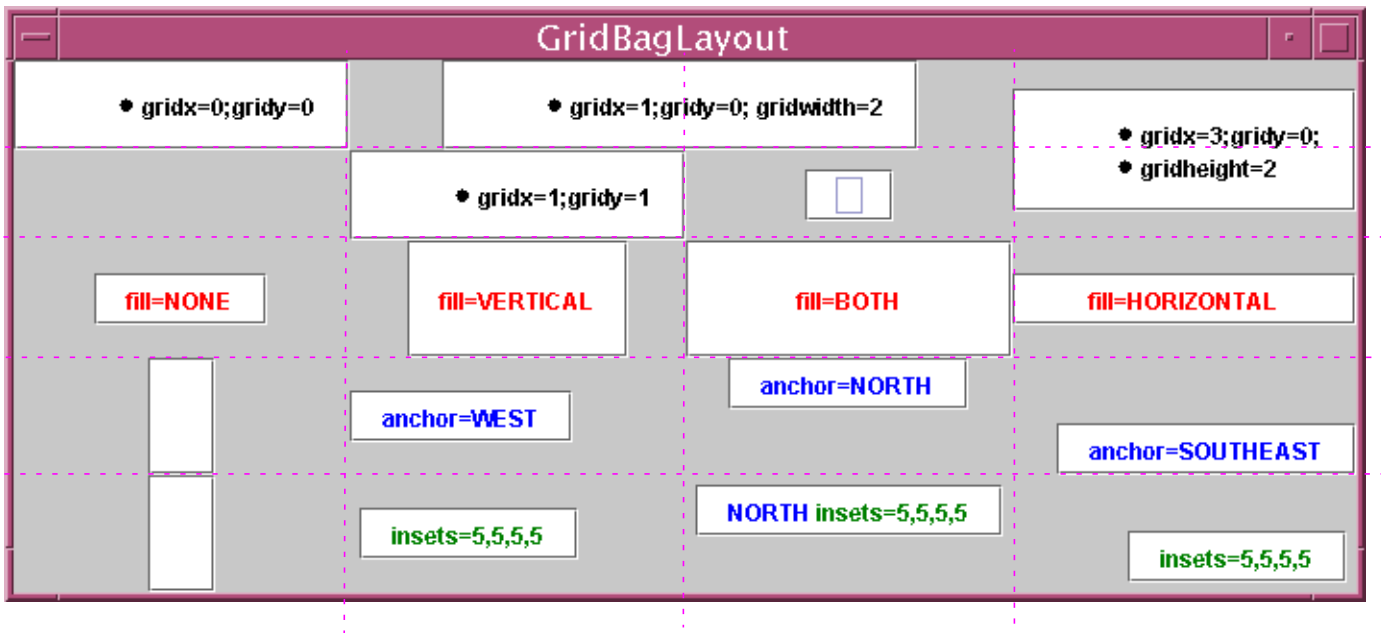 GridBagLayout
• gridx=0;gridy=0
• gridx=1;gridy=0; gridwidth=2
• gridx=3;gridy=0;
• gridheight=2
• gridx=1;gridy=1
fill=NONE
fill=VERTICAL
fill=BOTH
fill=HORIZONTAL
anchor=NORTH
anchor=WEST
anchor=SOUTHEAST
NORTH insets=5,5,5,5
insets=5,5,5,5
insets=5,5,5,5